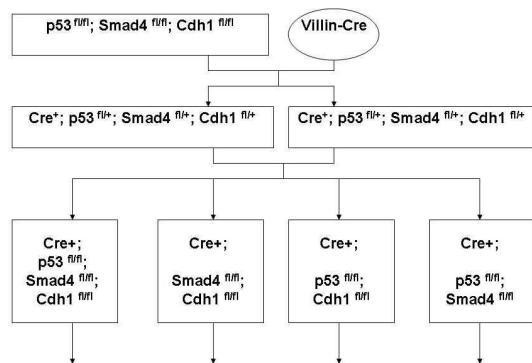 p53 fl/fl; Smad4 fl/fl; Cdh1 fl/fl
Villin-Cre
Cre+; p53 fl/+; Smad4 fl/+; Cdh1 fl/+
Cre+; p53 fl/+; Smad4 fl/+; Cdh1 fl/+
Cre+;
p53 fl/fl;
Smad4 fl/fl;
Cdh1 fl/fl
Cre+;
Smad4 fl/fl;
Cdh1 fl/fl
Cre+;
p53 fl/fl;
Cdh1 fl/fl
Cre+;
p53 fl/fl;
Smad4 fl/fl